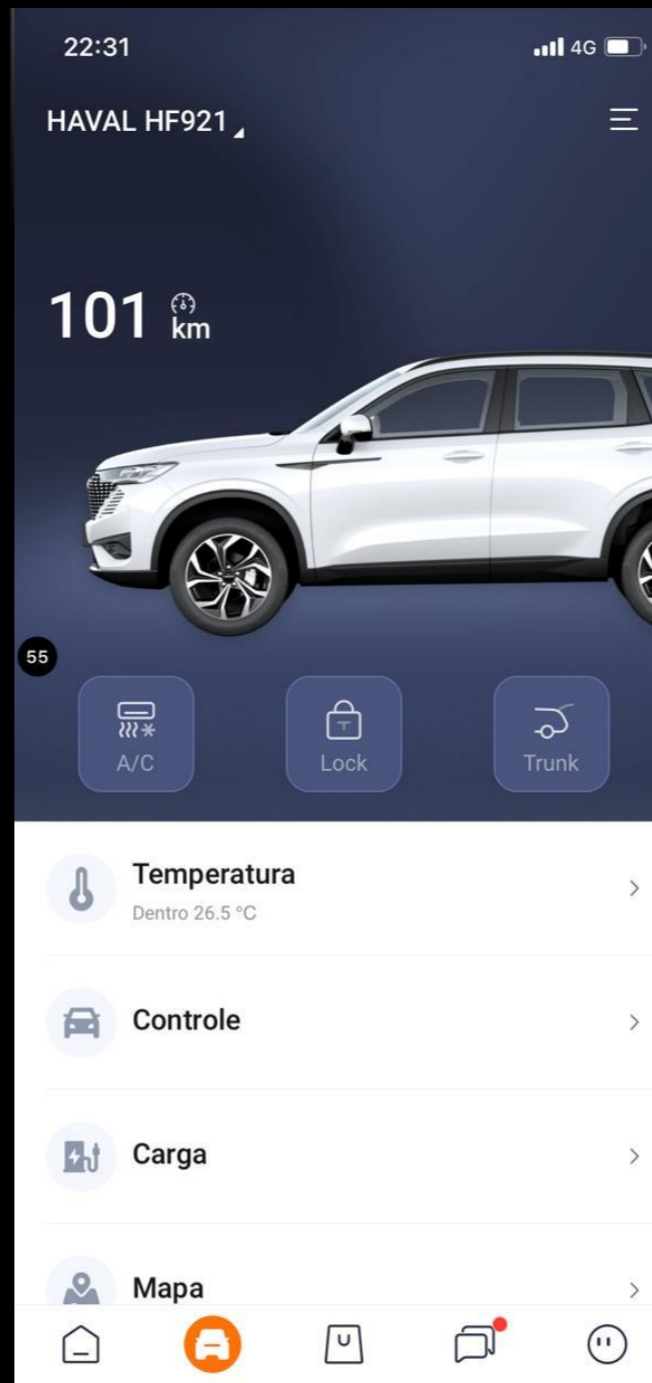 22:31
4G
HAVAL HF921
101 km
55
A/C
Lock
Trunk
Temperatura
Dentro 26.5 °C
Controle
Carga
Mapa